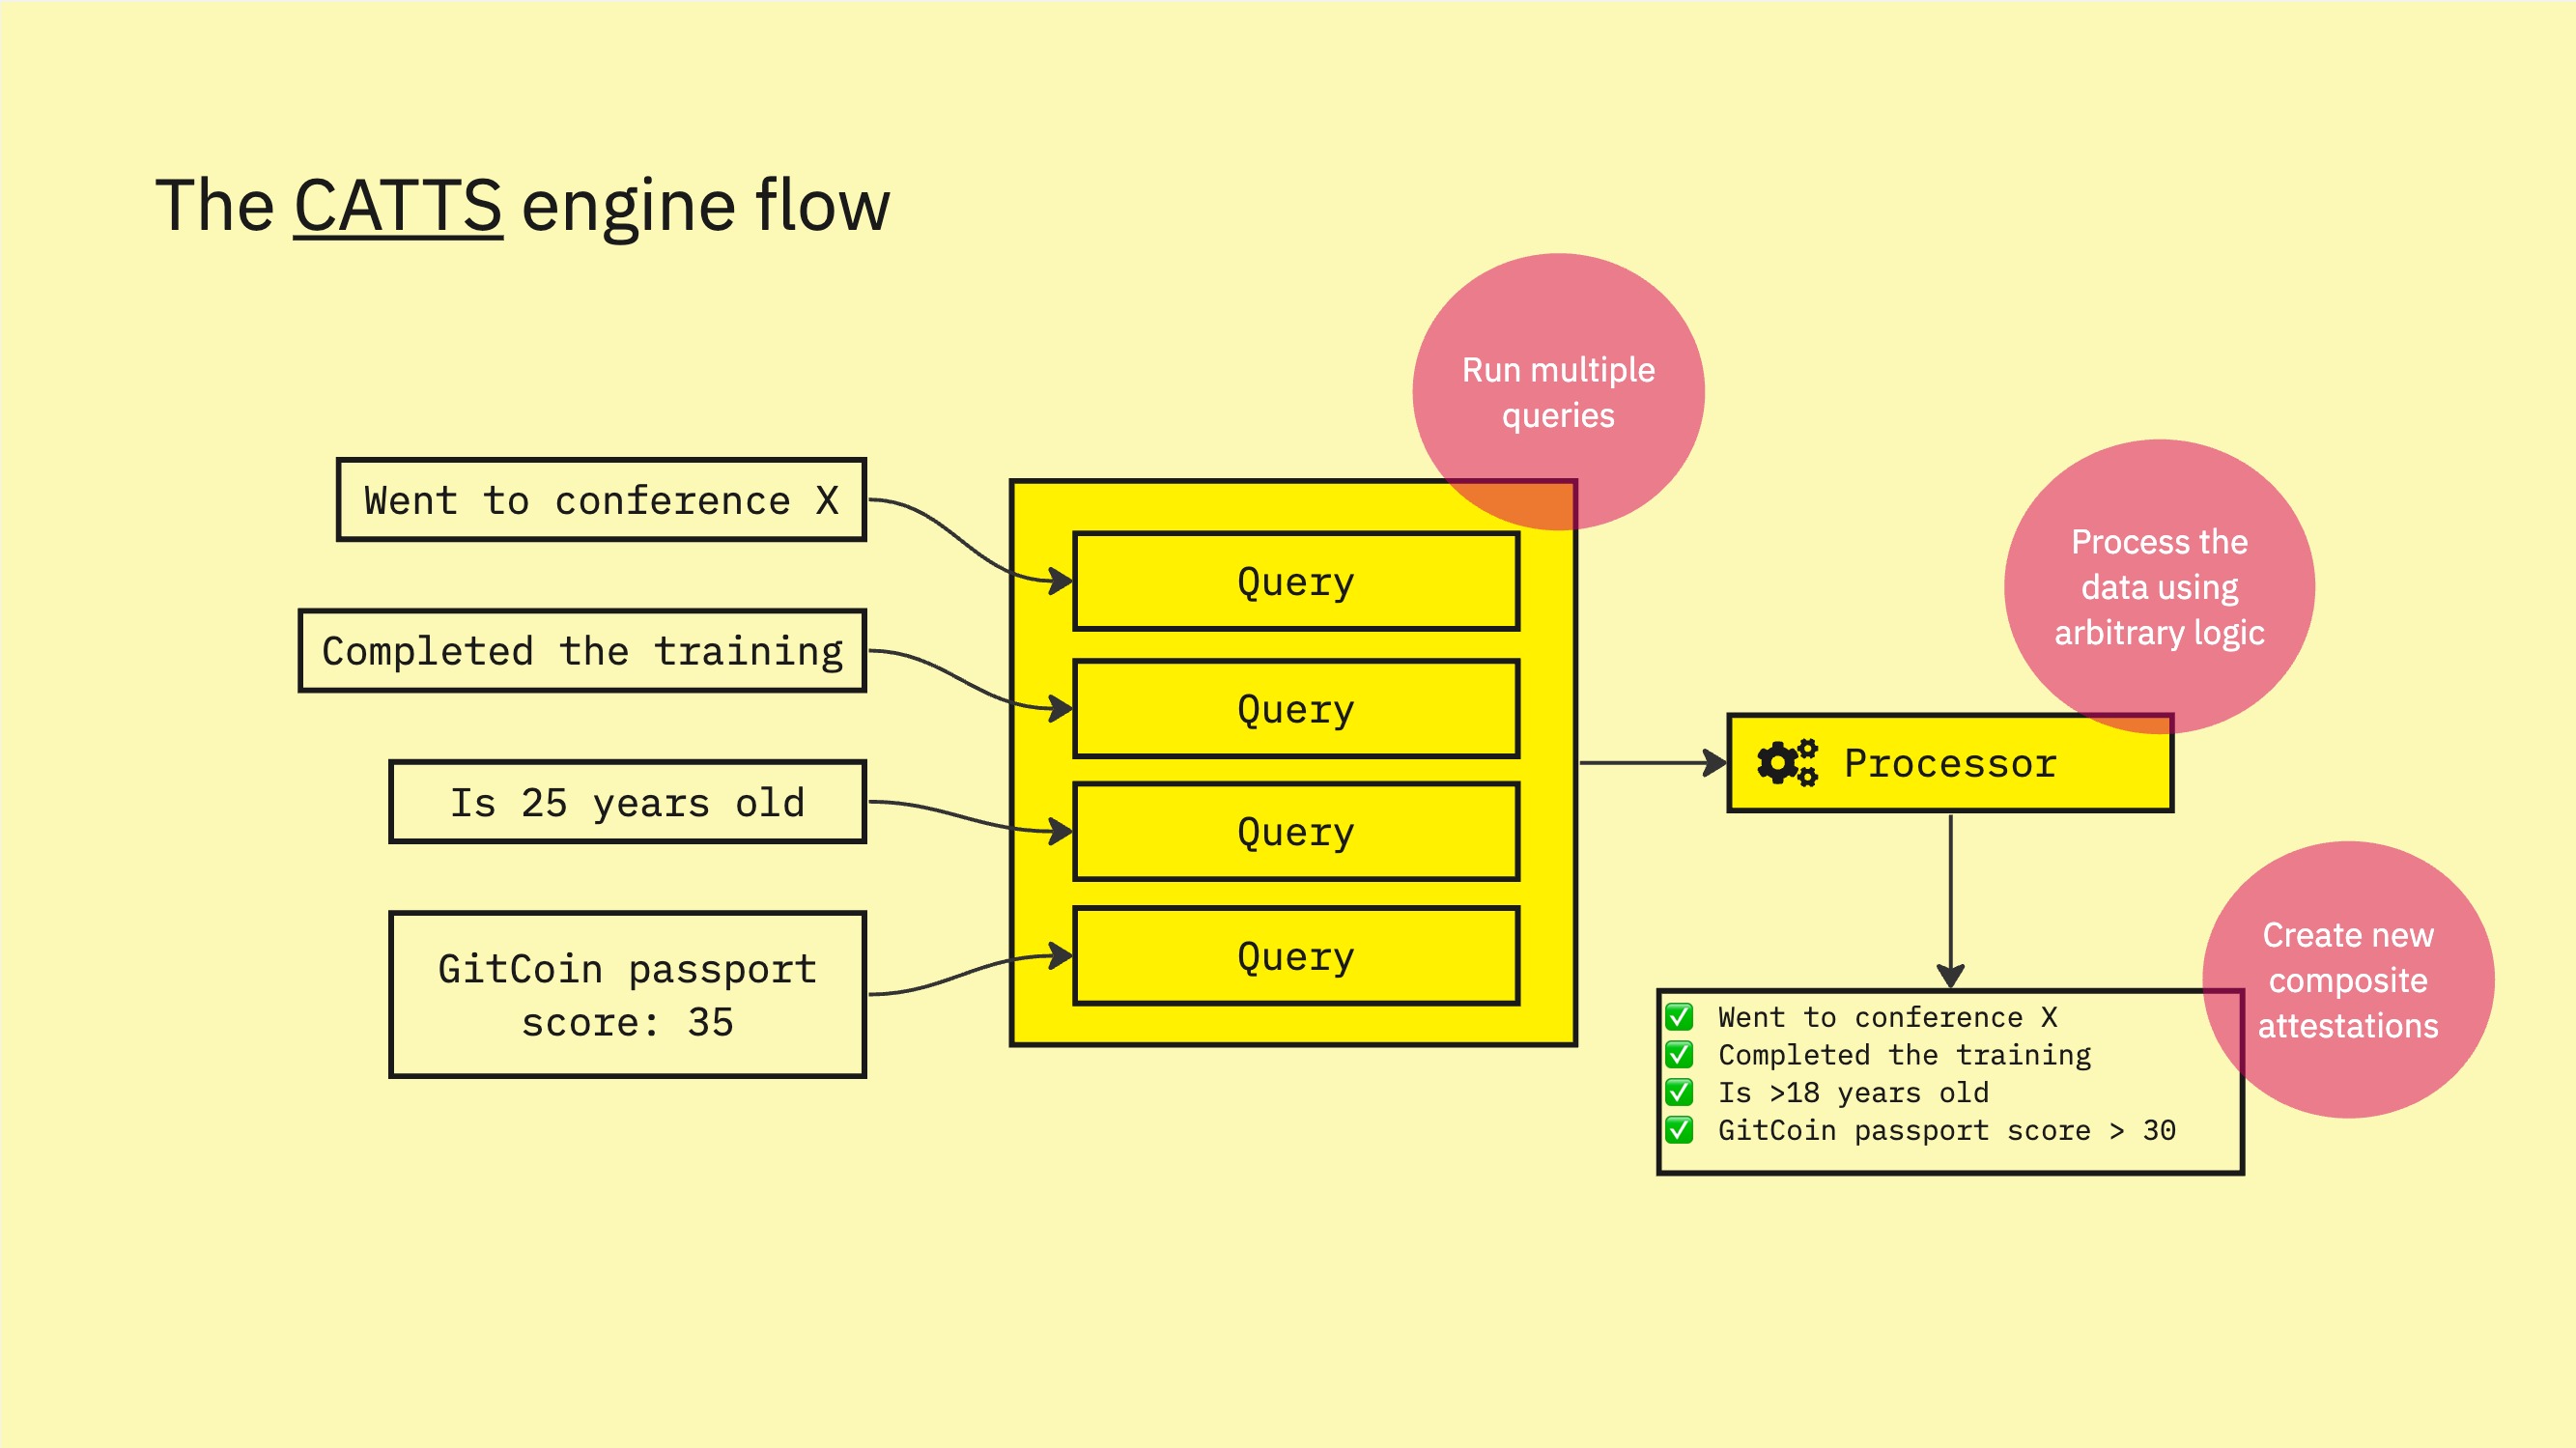 The CATTS engine flow
Run multiple
queries
Process the
data using
arbitrary logic
Went to conference X
Completed the training
Is 25 years old
GitCoin passport
score: 35
Query
Query
Query
Query
Processor
Create new
composite
attestations
✅ Went to conference X
✅ Completed the training
✅ Is >18 years old
✅ GitCoin passport score > 30